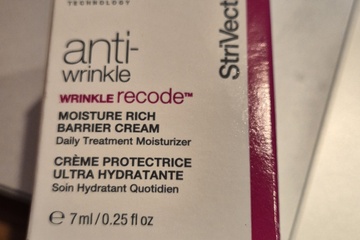 TECHNOLOGY
StriVect
anti-
wrinkle
WRINKLE recode™
MOISTURE RICH
BARRIER CREAM
Daily Treatment Moisturizer
CRÈME PROTECTRICE
ULTRA HYDRATANTE
Soin Hydratant Quotidien
℮ 7 ml / 0.25 fl oz